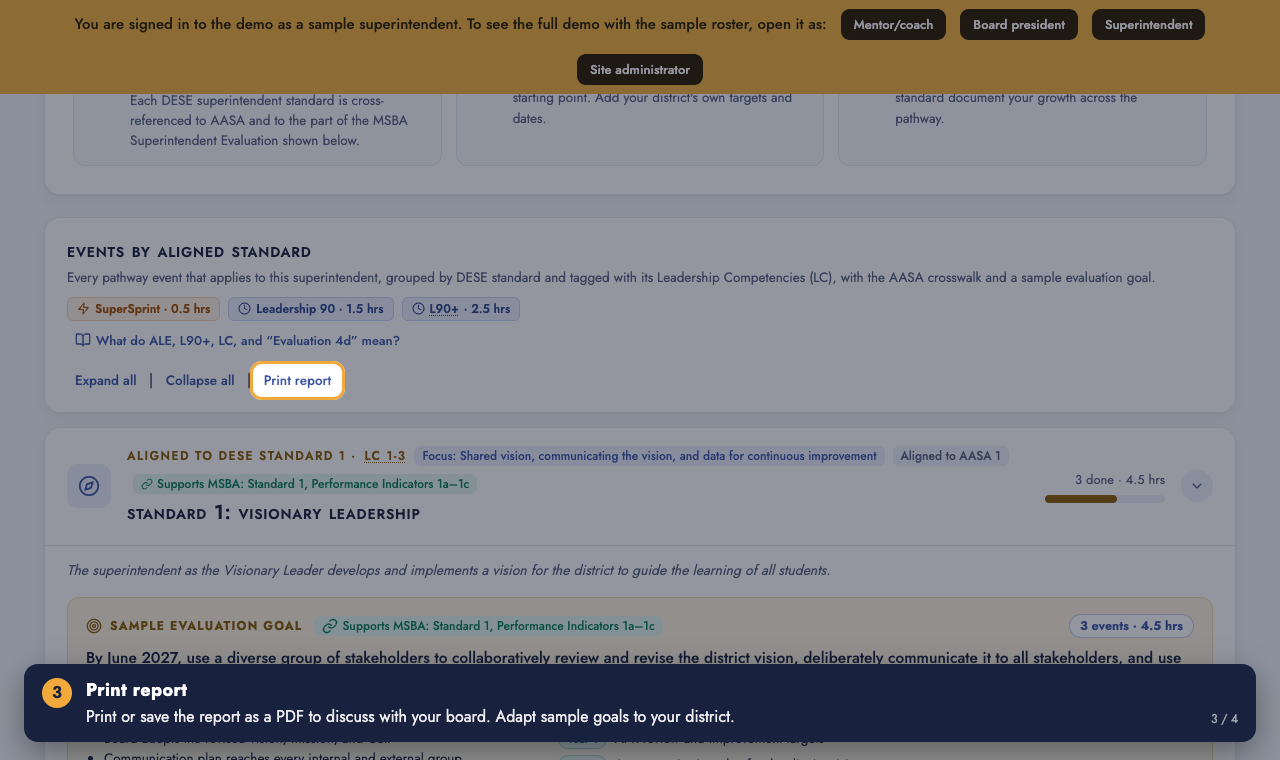 You are signed in to the demo as a sample superintendent. To see the full demo with the sample roster, open it as:
Mentor/coach
Board president
Superintendent
Site administrator
Each DESE superintendent standard is cross-
referenced to AASA and to the part of the MSBA
Superintendent Evaluation shown below.
starting point. Add your district's own targets and
dates.
standard document your growth across the
pathway.
EVENTS BY ALIGNED STANDARD
Every pathway event that applies to this superintendent, grouped by DESE standard and tagged with its Leadership Competencies (LC), with the AASA crosswalk and a sample evaluation goal.
SuperSprint · 0.5 hrs
Leadership 90 · 1.5 hrs
L90+ · 2.5 hrs
What do ALE, L90+, LC, and “Evaluation 4d” mean?
Expand all | Collapse all | Print report
ALIGNED TO DESE STANDARD 1 · LC 1-3
Focus: Shared vision, communicating the vision, and data for continuous improvement
Aligned to AASA 1
Supports MSBA: Standard 1, Performance Indicators 1a–1c
STANDARD 1: VISIONARY LEADERSHIP
3 done · 4.5 hrs
The superintendent as the Visionary Leader develops and implements a vision for the district to guide the learning of all students.
SAMPLE EVALUATION GOAL
Supports MSBA: Standard 1, Performance Indicators 1a–1c
3 events · 4.5 hrs
By June 2027, use a diverse group of stakeholders to collaboratively review and revise the district vision, deliberately communicate it to all stakeholders, and use
3
Print report
Print or save the report as a PDF to discuss with your board. Adapt sample goals to your district.
3 / 4
Communication plan reaches every internal and external group